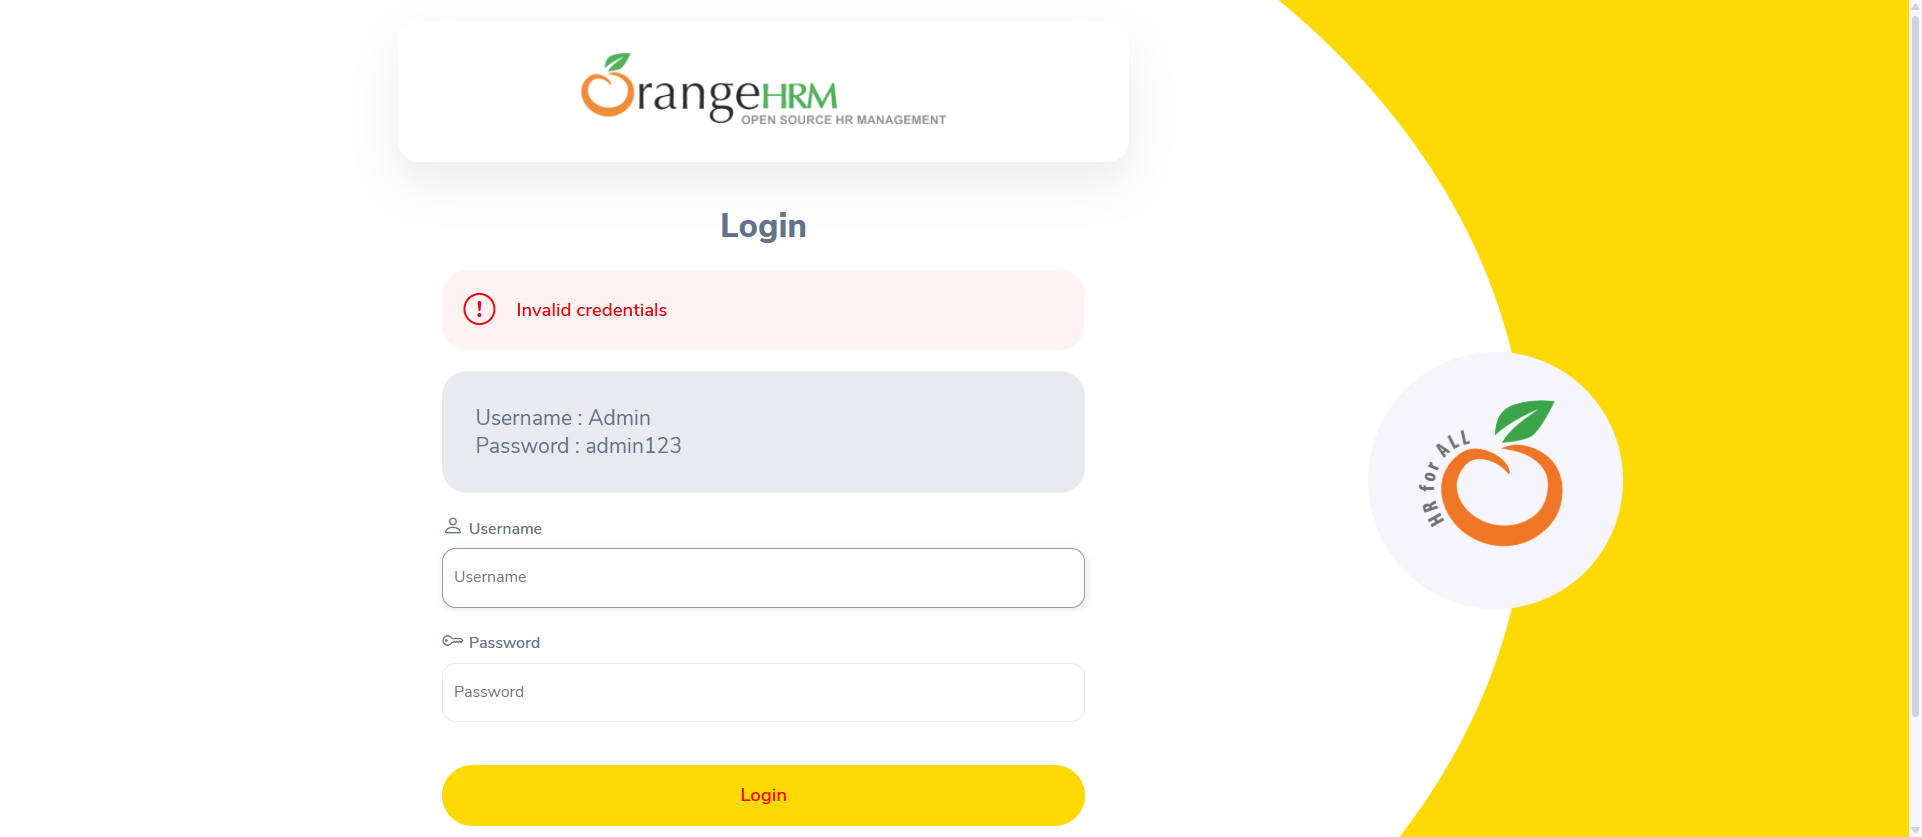 OrangeHRM
OPEN SOURCE HR MANAGEMENT
Login
Invalid credentials
Username : Admin
Password : admin123
Username
Username
Password
Password
Login
HR for ALL